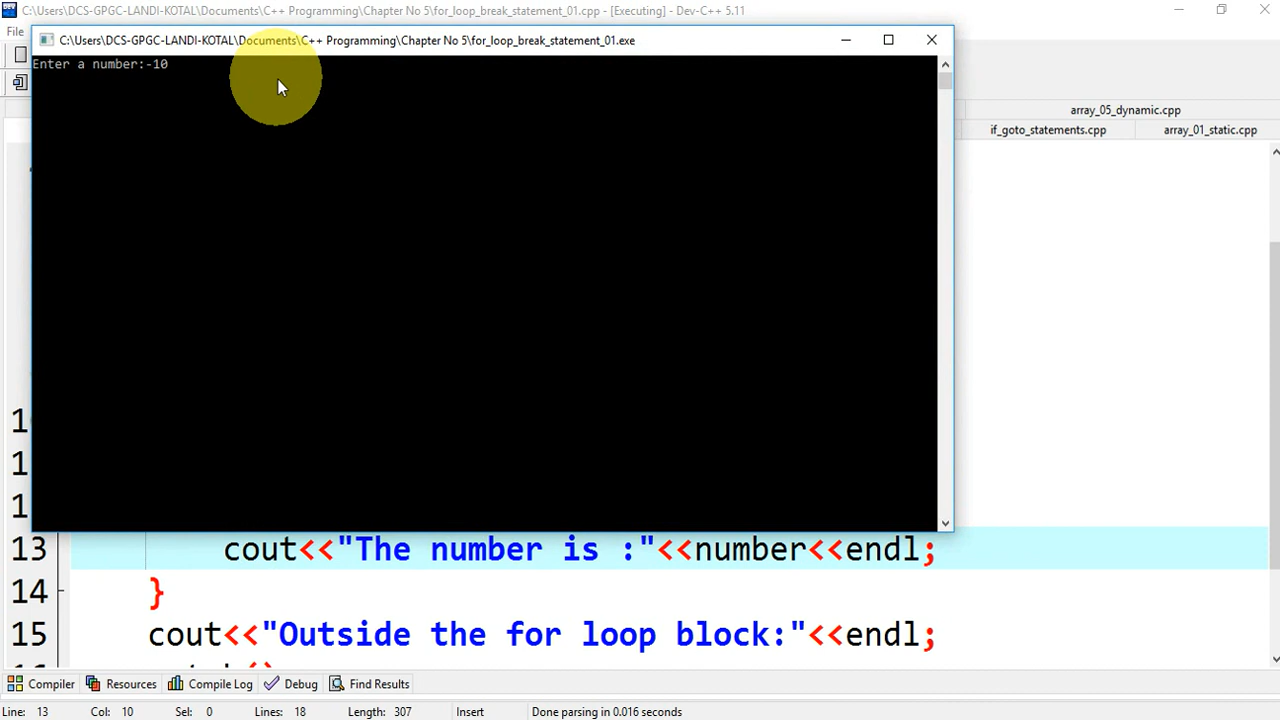 C:\Users\DCS-GPGC-LANDI-KOTAL\Documents\C++ Programming\Chapter No 5\for_loop_break_statement_01.cpp - [Executing] - Dev-C++ 5.11
File
C:\Users\DCS-GPGC-LANDI-KOTAL\Documents\C++ Programming\Chapter No 5\for_loop_break_statement_01.exe
Enter a number:-10
array_05_dynamic.cpp
if_goto_statements.cpp
array_01_static.cpp
13 cout<<"The number is :"<<number<<endl;
14 }
15 cout<<"Outside the for loop block:"<<endl;
Compiler
Resources
Compile Log
Debug
Find Results
Line: 13
Col: 10
Sel: 0
Lines: 18
Length: 307
Insert
Done parsing in 0.016 seconds